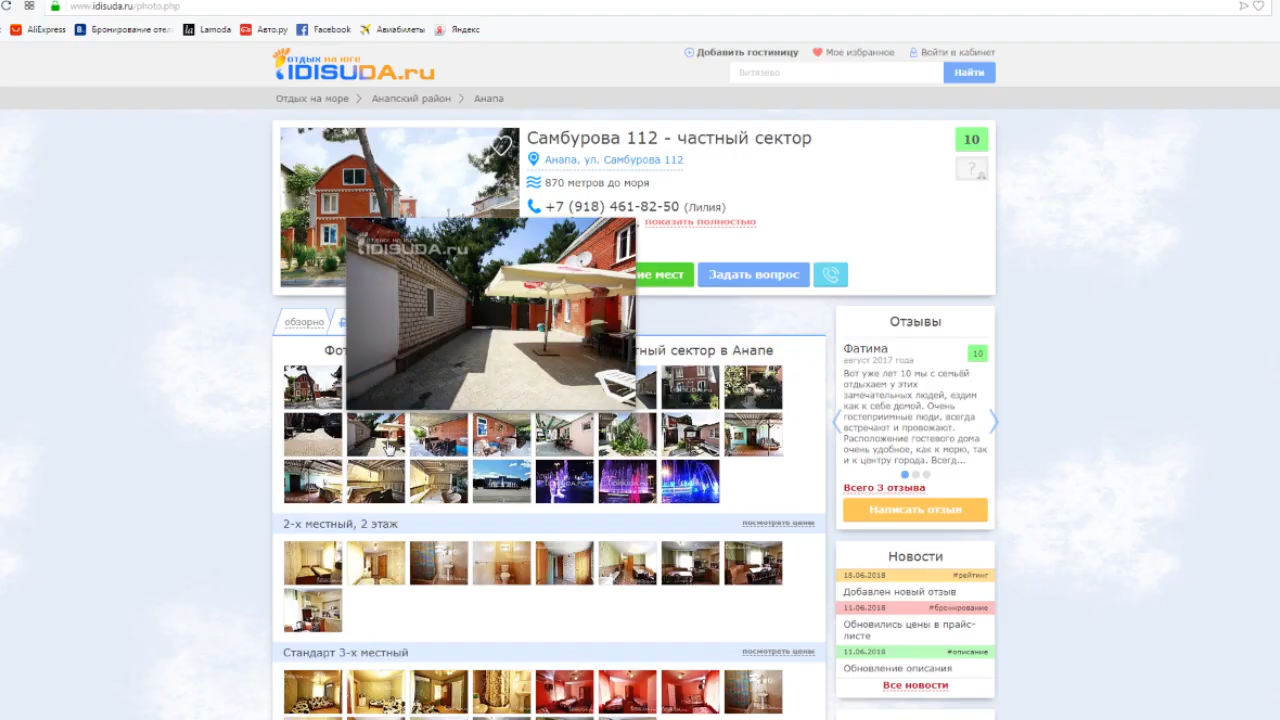 www.idisuda.ru/photo.php
AliExpress
Бронирование отел
la Lamoda
Авто.ру
Facebook
Авиабилеты
Яндекс
ОТДЫХ НА ЮГЕ
IDISUDA.ru
Добавить гостиницу
Мое избранное
Войти в кабинет
Витязево
Найти
Отдых на море > Анапский район > Анапа
Самбурова 112 - частный сектор
10
Анапа, ул. Самбурова 112
?
870 метров до моря
+7 (918) 461-82-50 (Лилия)
показать полностью
ОТДЫХ НА ЮГЕ
IDISUDA.ru
ие мест
Задать вопрос
обзорно
Фот
тный сектор в Анапе
2-х местный, 2 этаж
посмотреть цены
Стандарт 3-х местный
посмотреть цены
Отзывы
Фатима
10
август 2017 года
Вот уже лет 10 мы с семьёй
отдыхаем у этих
замечательных людей, ездим
как к себе домой. Очень
гостеприимные люди, всегда
встречают и провожают.
Расположение гостевого дома
очень удобное, как к морю, так
и к центру города. Всегд...
Всего 3 отзыва
Написать отзыв
Новости
18.06.2018
#рейтинг
Добавлен новый отзыв
11.06.2018
#бронирование
Обновились цены в прайс-
листе
11.06.2018
#описание
Обновление описания
Все новости